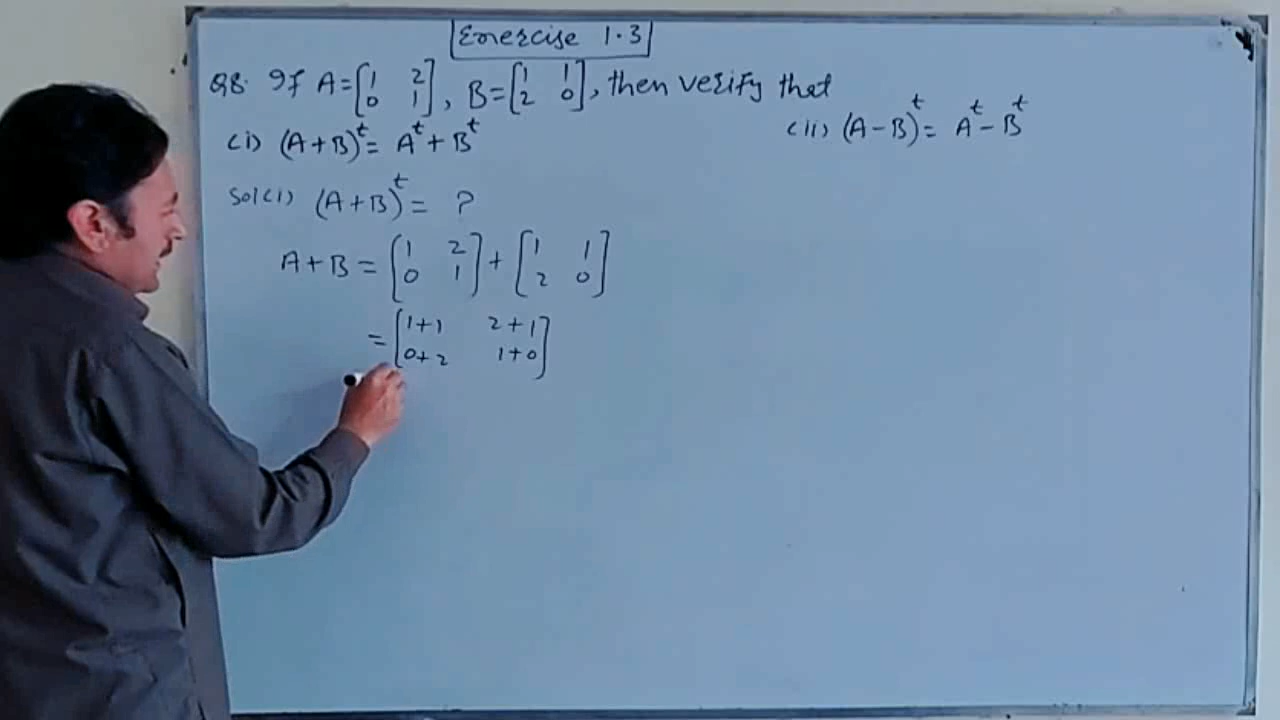 Exercise 1.3
Q8. If A=[1 2 0 1], B=[1 1 2 0], then verify that
(i) (A+B)^t = A^t + B^t
(ii) (A-B)^t = A^t - B^t
Sol(i) (A+B)^t = ?
A+B = [1 2 0 1] + [1 1 2 0]
= [1+1 2+1 0+2 1+0]